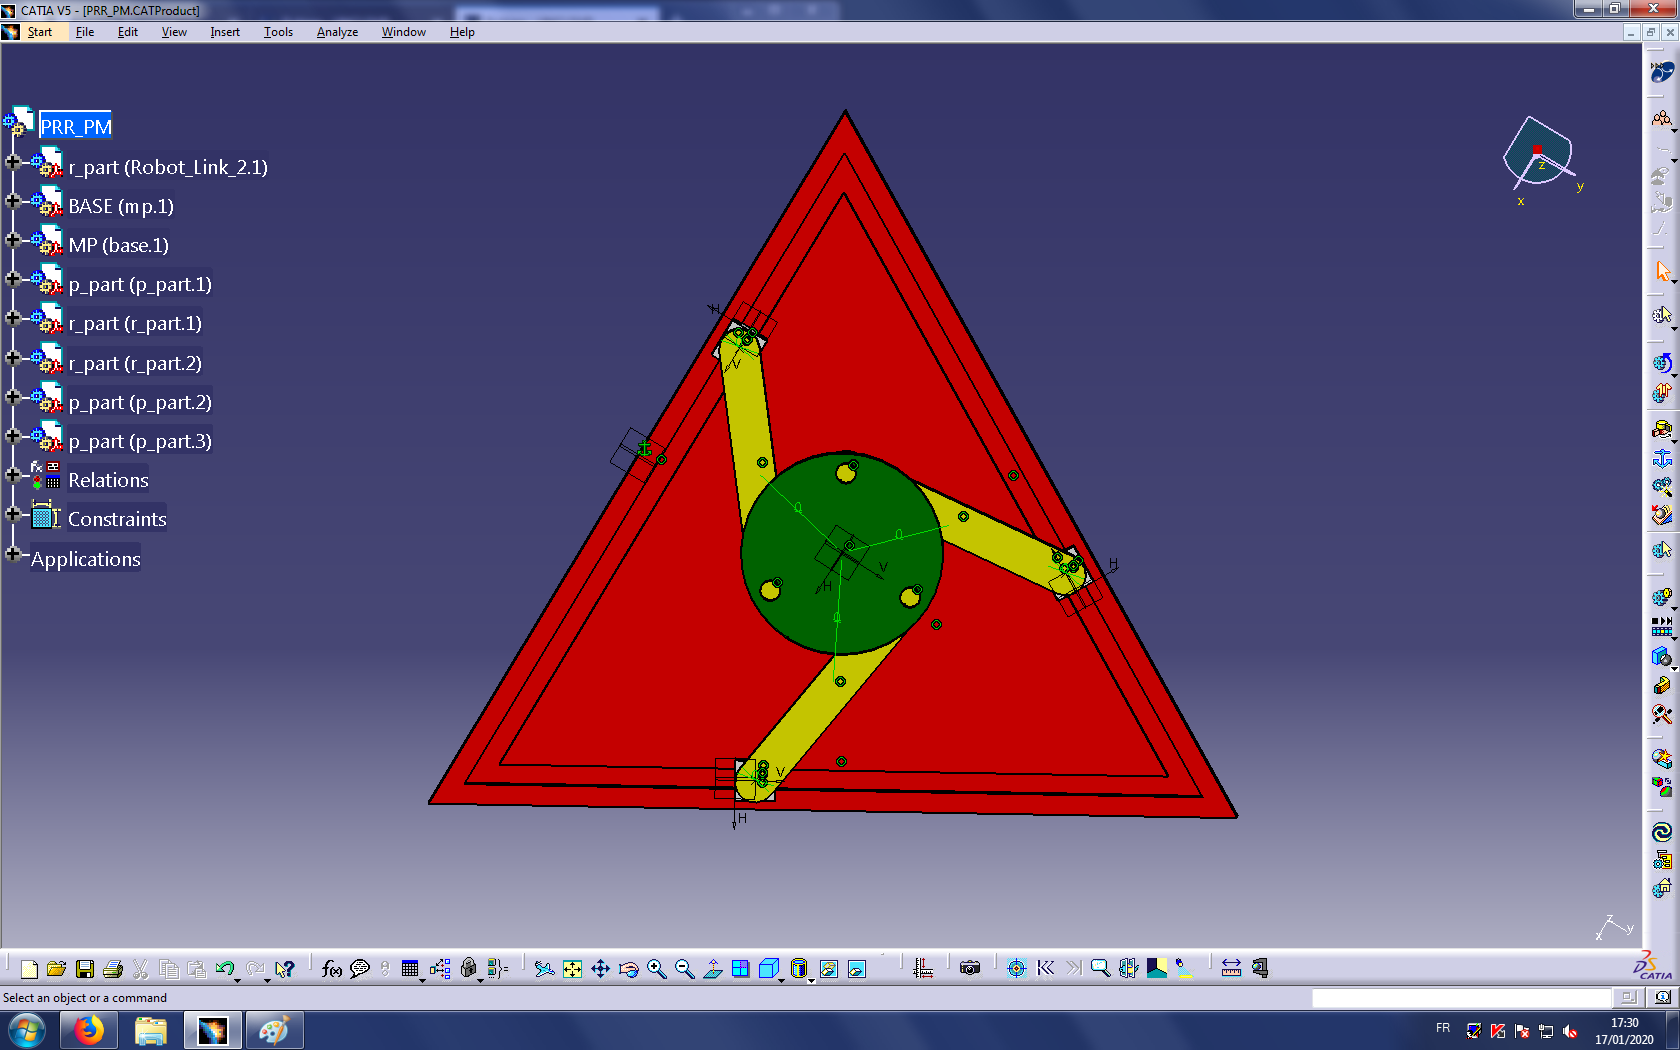 CATIA V5 - [PRR_PM.CATProduct]
Start File Edit View Insert Tools Analyze Window Help
PRR_PM
r_part (Robot_Link_2.1)
BASE (mp.1)
MP (base.1)
p_part (p_part.1)
r_part (r_part.1)
r_part (r_part.2)
p_part (p_part.2)
p_part (p_part.3)
Relations
Constraints
Applications
z
y
x
H
V
H
V
H
V
H
z
y
x
f(x)
CATIA
Select an object or a command
FR
17:30
17/01/2020